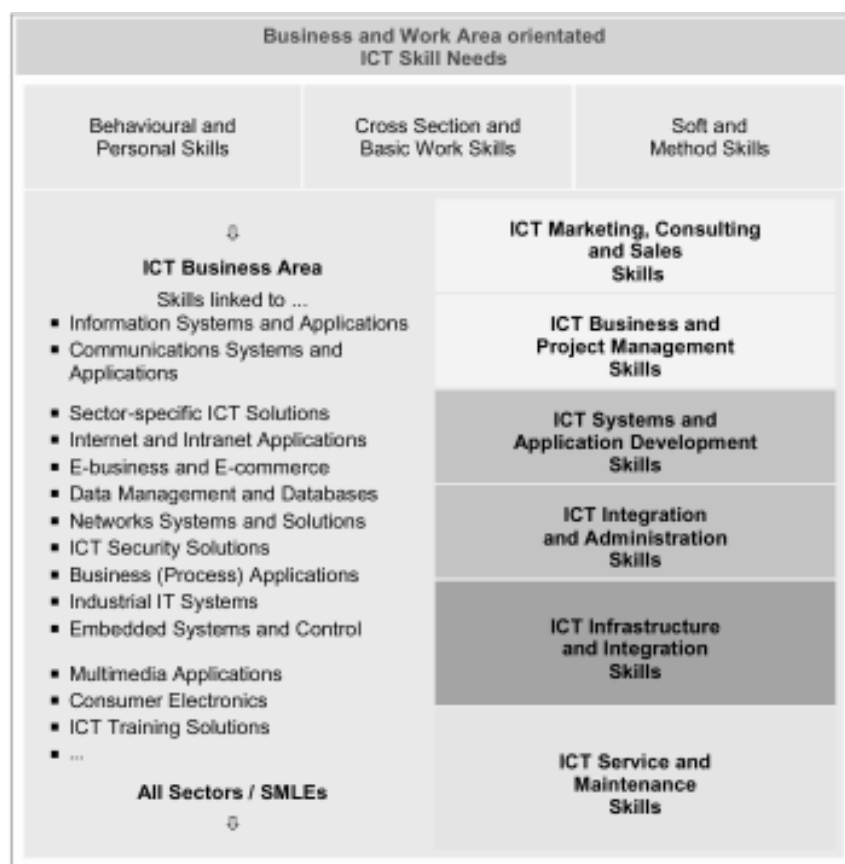 Business and Work Area orientated
ICT Skill Needs
Behavioural and
Personal Skills
Cross Section and
Basic Work Skills
Soft and
Method Skills
⇩
ICT Business Area
Skills linked to ...
▪ Information Systems and Applications
▪ Communications Systems and
Applications
▪ Sector-specific ICT Solutions
▪ Internet and Intranet Applications
▪ E-business and E-commerce
▪ Data Management and Databases
▪ Networks Systems and Solutions
▪ ICT Security Solutions
▪ Business (Process) Applications
▪ Industrial IT Systems
▪ Embedded Systems and Control
▪ Multimedia Applications
▪ Consumer Electronics
▪ ICT Training Solutions
▪ ...
All Sectors / SMLEs
⇩
ICT Marketing, Consulting
and Sales
Skills
ICT Business and
Project Management
Skills
ICT Systems and
Application Development
Skills
ICT Integration
and Administration
Skills
ICT Infrastructure
and Integration
Skills
ICT Service and
Maintenance
Skills